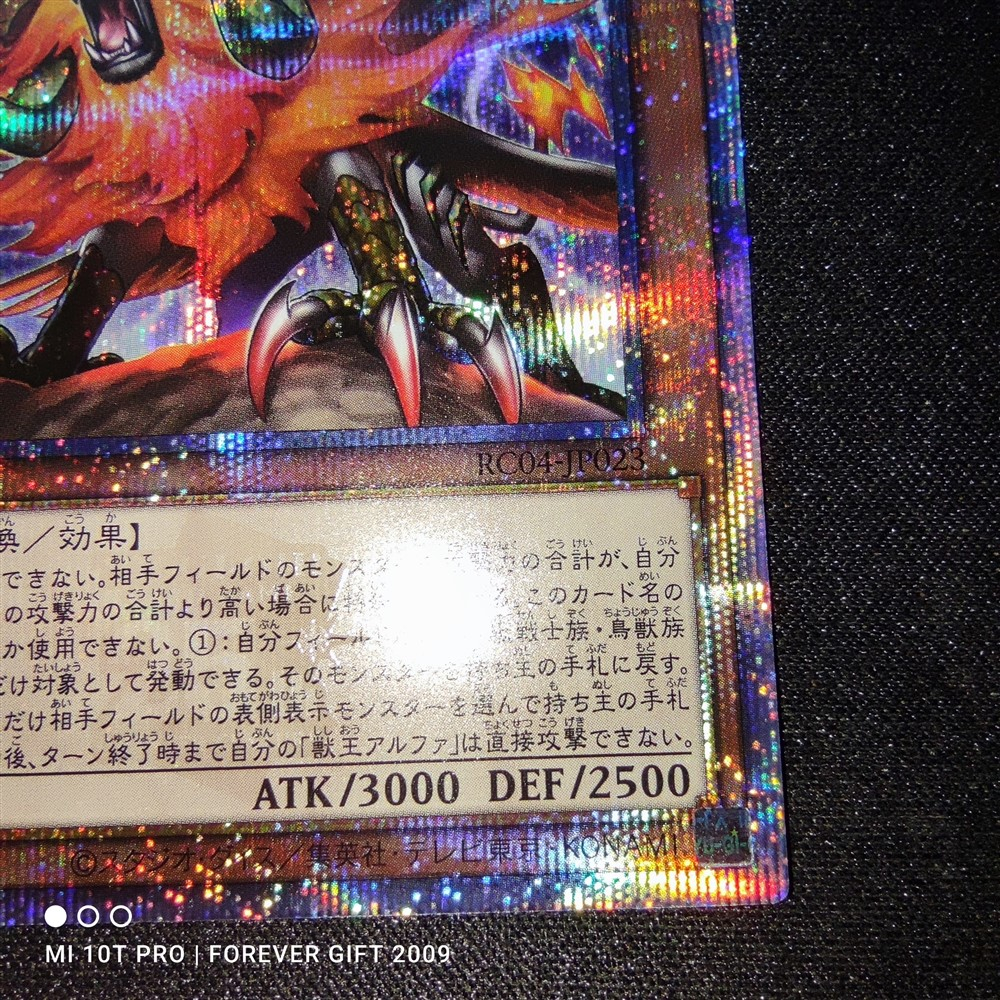 RC04-JP023
喚／効果】
できない。相手フィールドのモンス の合計が、自分
の攻撃力の合計より高い場合に特 る。このカード名の
か使用できない。①：自分フィール 戦士族・鳥獣族
だけ対象として発動できる。そのモンスターを持ち主の手札に戻す。
だけ相手フィールドの表側表示モンスターを選んで持ち主の手札
後、ターン終了時まで自分の「獣王アルファ」は直接攻撃できない。
ATK/3000 DEF/2500
©スタジオ・ダイス／集英社・テレビ東京・KONAMI
MI 10T PRO | FOREVER GIFT 2009